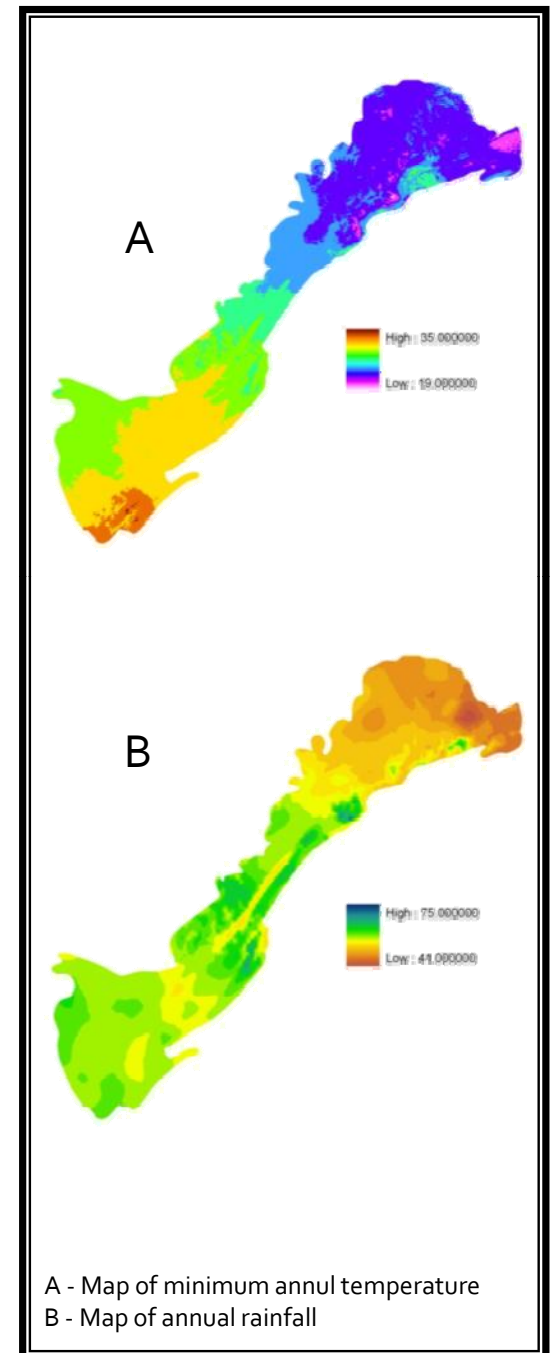 A
High : 35.000000
Low : 19.000000
B
High : 75.000000
Low : 41.000000
A - Map of minimum annul temperature
B - Map of annual rainfall